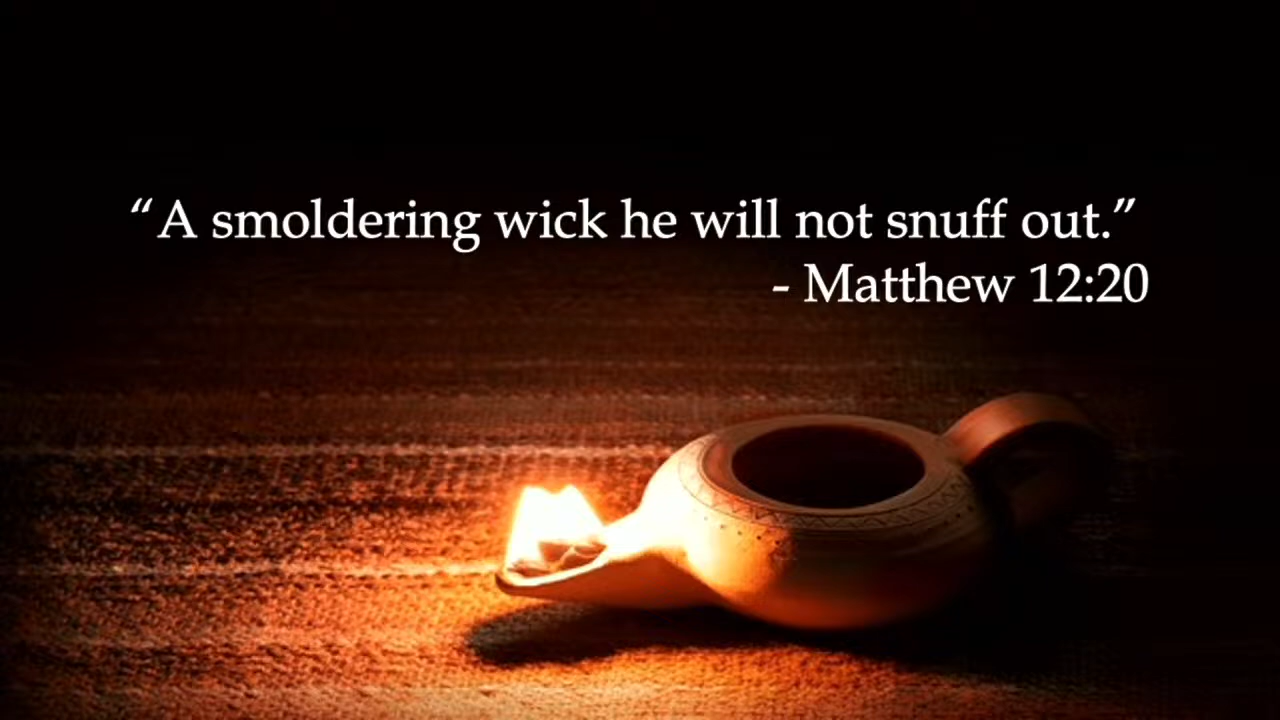 “A smoldering wick he will not snuff out.”
- Matthew 12:20